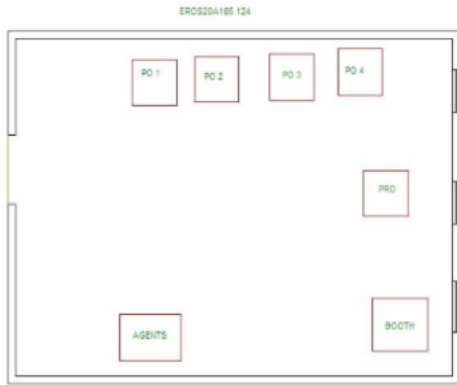 EROS20A185 124
PO 1
PO 2
PO 3
PO 4
PRO
AGENTS
BOOTH